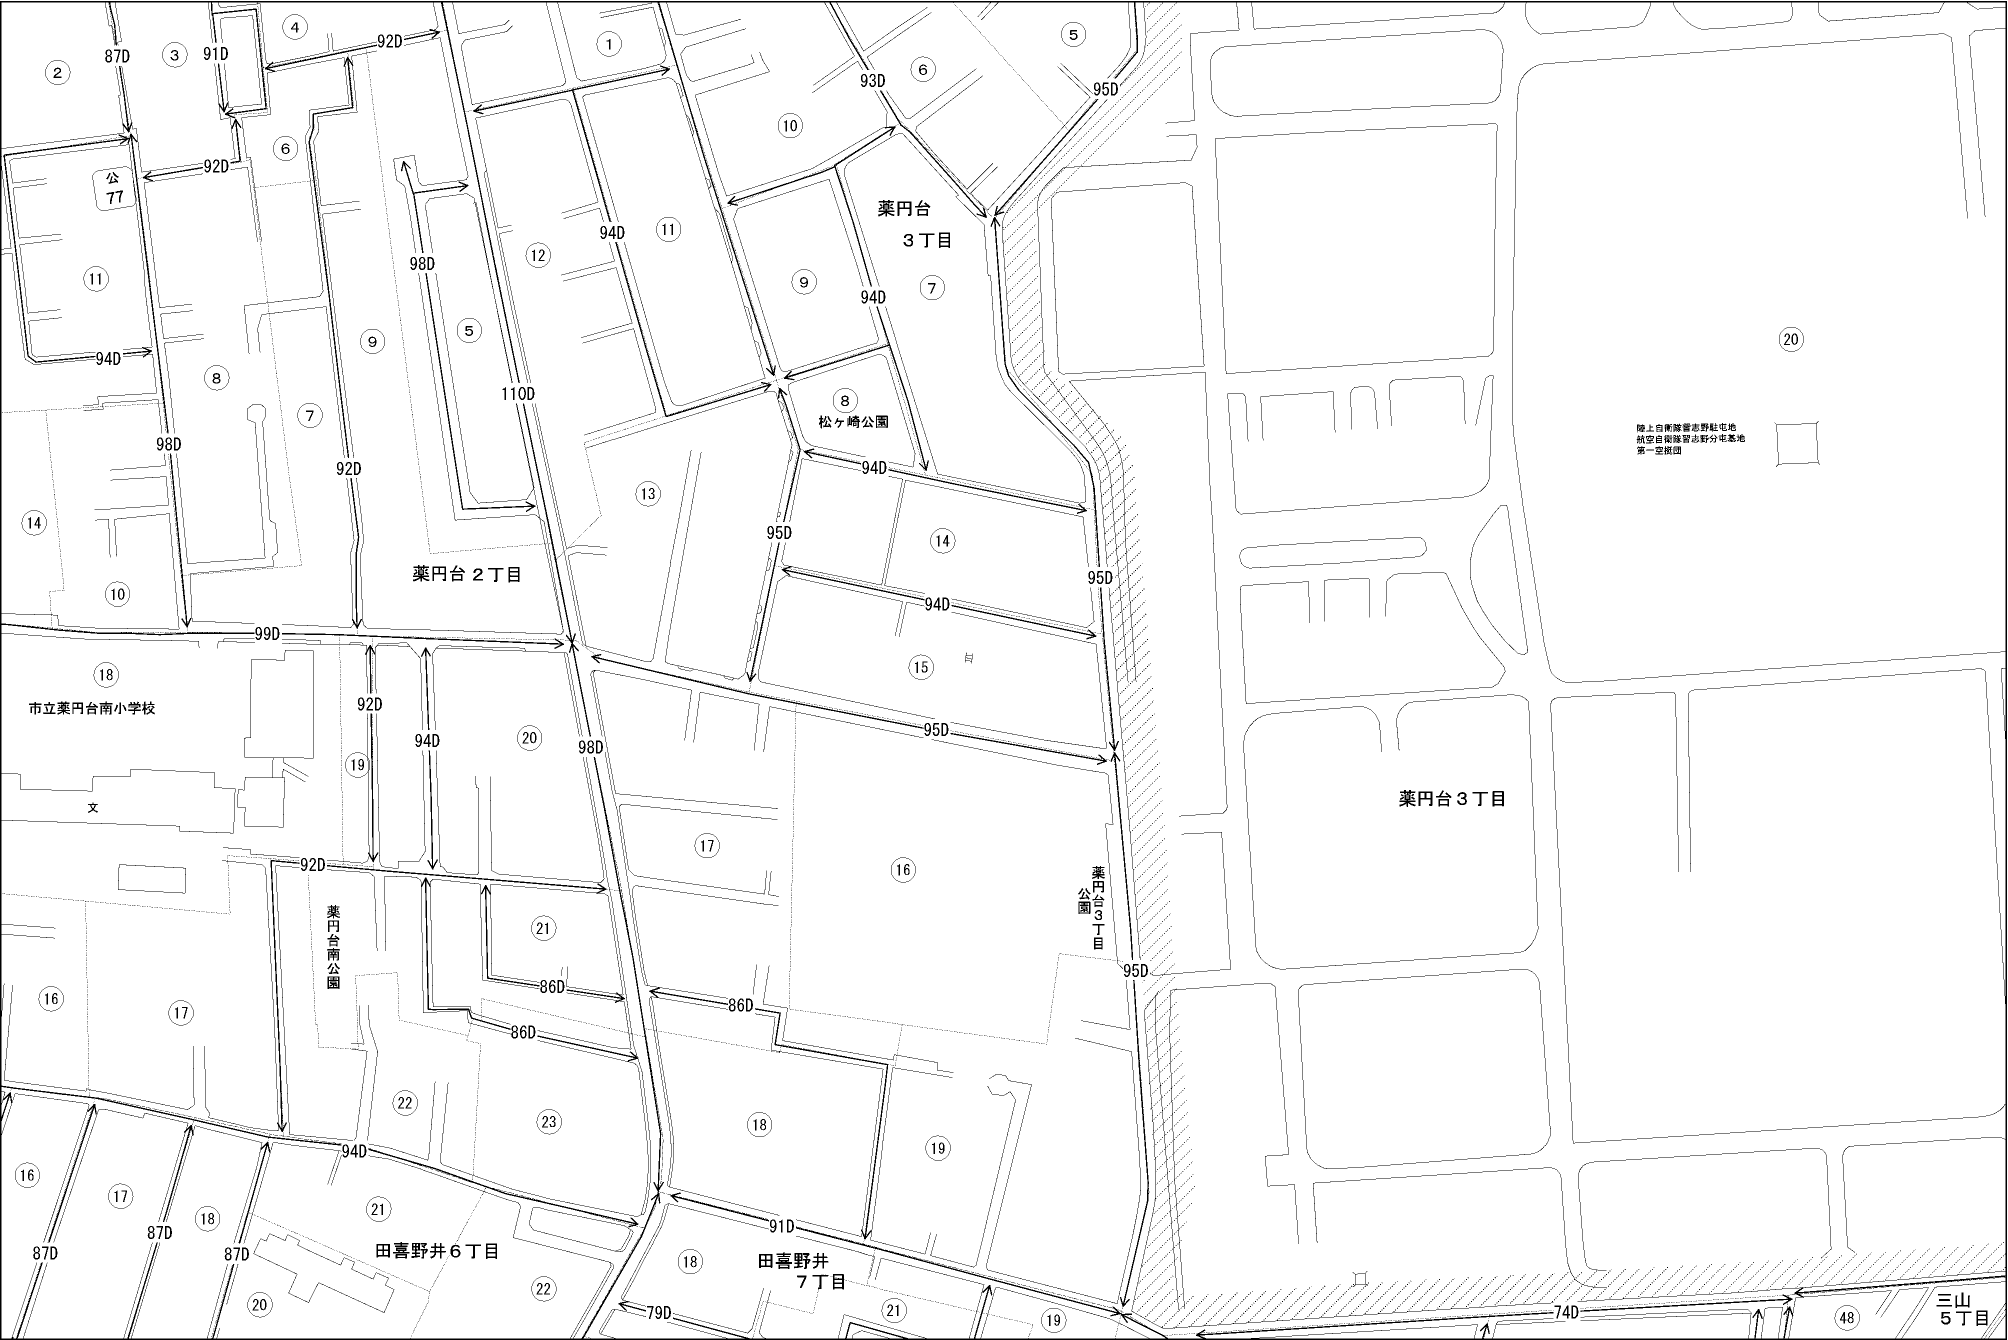 ④
92D
①
⑤
87D
③
91D
②
⑥
93D
95D
⑩
⑥
92D
公
77
薬円台
3丁目
94D
⑪
98D
⑫
⑪
⑨
94D
⑦
⑤
⑨
94D
⑧
⑦
110D
⑧
松ヶ崎公園
⑳
陸上自衛隊習志野駐屯地
航空自衛隊習志野分屯基地
第一空挺団
98D
92D
94D
⑬
⑭
95D
⑭
95D
薬円台2丁目
⑩
94D
99D
⑮
⑱
市立薬円台南小学校
92D
94D
⑳
98D
95D
⑲
薬円台3丁目
文
⑰
92D
⑯
薬円台3丁目
公園
㉑
薬円台南公園
95D
86D
86D
⑯
⑰
86D
㉒
㉓
⑱
⑲
94D
⑯
⑰
⑱
㉑
91D
87D
87D
87D
田喜野井6丁目
⑱
田喜野井
7丁目
㉒
⑳
79D
㉑
⑲
74D
㊽
三山
5丁目